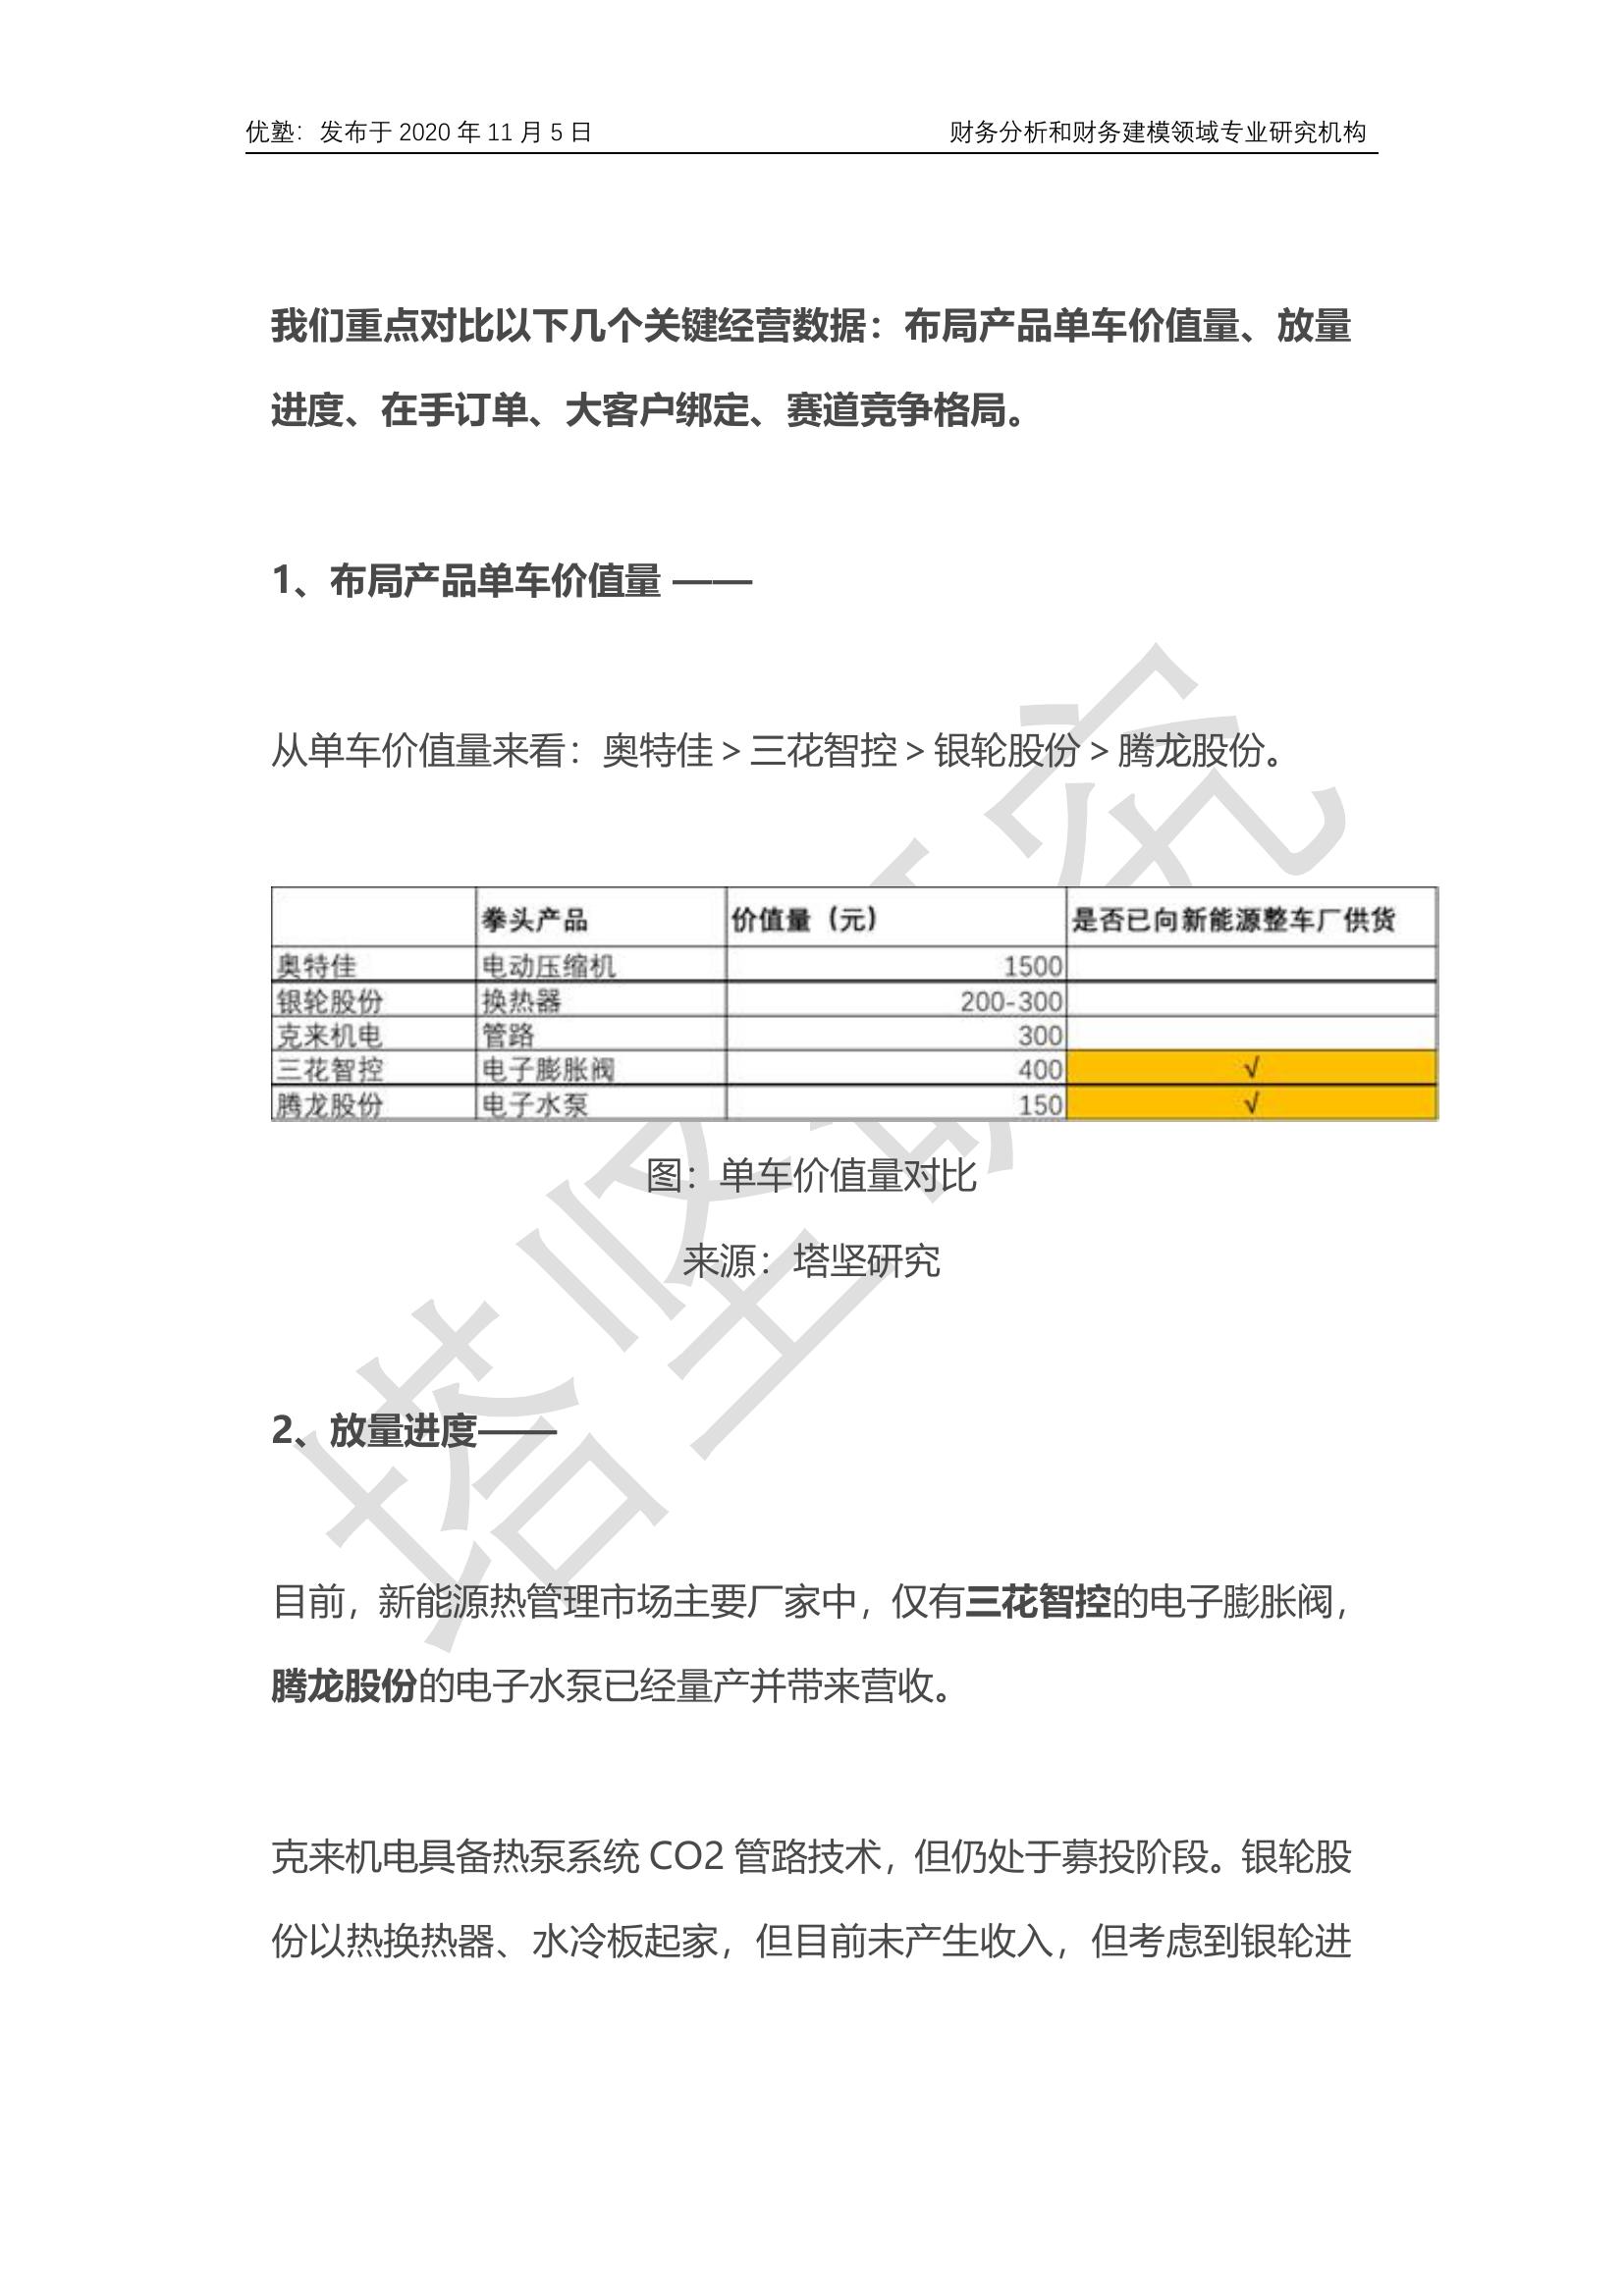 优塾：发布于 2020 年 11 月 5 日 财务分析和财务建模领域专业研究机构
我们重点对比以下几个关键经营数据：布局产品单车价值量、放量
进度、在手订单、大客户绑定、赛道竞争格局。
1、布局产品单车价值量 ——
从单车价值量来看：奥特佳＞三花智控＞银轮股份＞腾龙股份。
拳头产品 价值量（元） 是否已向新能源整车厂供货
奥特佳 电动压缩机 1500
银轮股份 换热器 200-300
克来机电 管路 300
三花智控 电子膨胀阀 400 √
腾龙股份 电子水泵 150 √
图：单车价值量对比
来源：塔坚研究
2、放量进度——
目前，新能源热管理市场主要厂家中，仅有三花智控的电子膨胀阀，
腾龙股份的电子水泵已经量产并带来营收。
克来机电具备热泵系统 CO2 管路技术，但仍处于募投阶段。银轮股
份以热换热器、水冷板起家，但目前未产生收入，但考虑到银轮进
塔坚研究